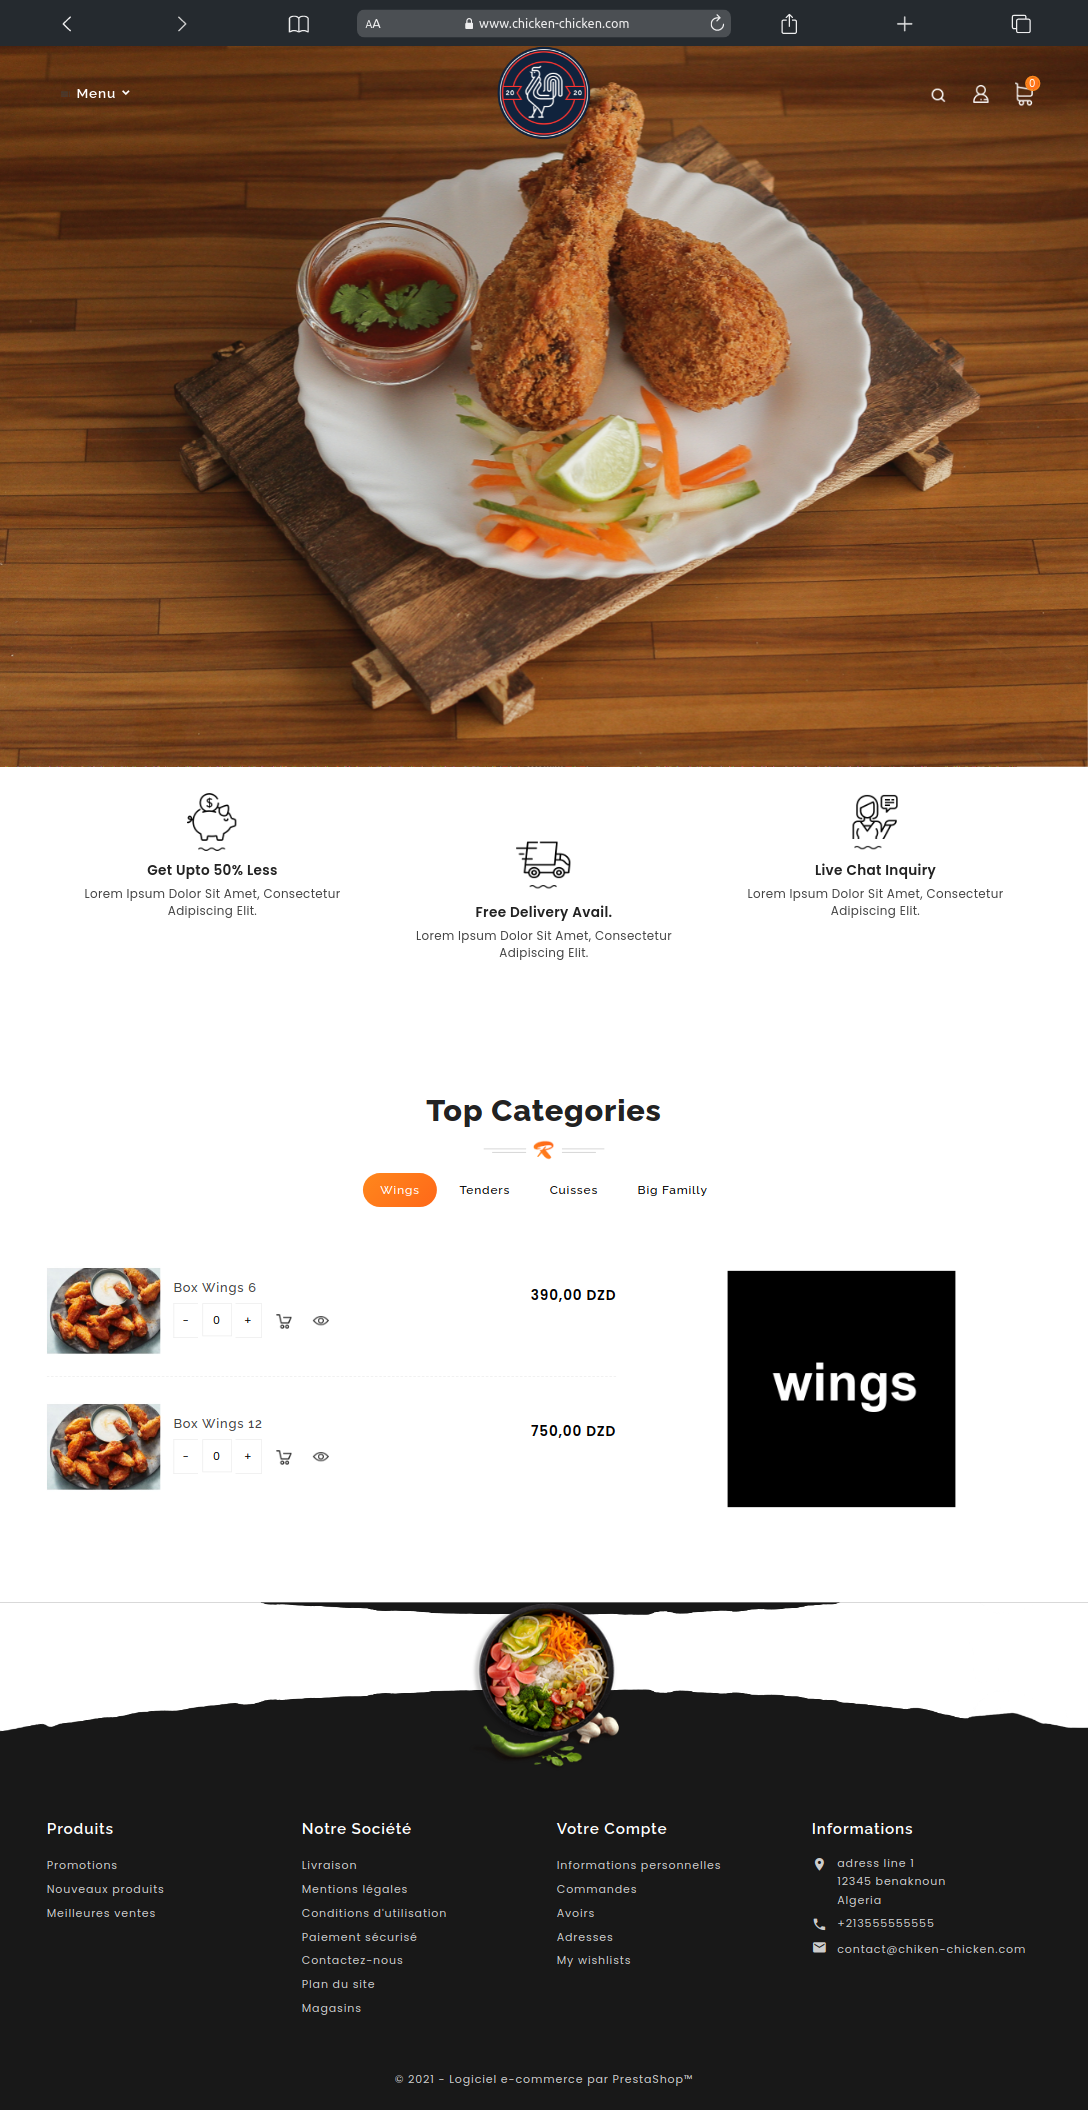 AA
www.chicken-chicken.com
Menu
20 20
0
$
Get Upto 50% Less
Lorem Ipsum Dolor Sit Amet, Consectetur
Adipiscing Elit.
Free Delivery Avail.
Lorem Ipsum Dolor Sit Amet, Consectetur
Adipiscing Elit.
Live Chat Inquiry
Lorem Ipsum Dolor Sit Amet, Consectetur
Adipiscing Elit.
Top Categories
Wings Tenders Cuisses Big Familly
Box Wings 6
390,00 DZD
- 0 +
Box Wings 12
750,00 DZD
- 0 +
wings
Produits
Promotions
Nouveaux produits
Meilleures ventes
Notre Société
Livraison
Mentions légales
Conditions d'utilisation
Paiement sécurisé
Contactez-nous
Plan du site
Magasins
Votre Compte
Informations personnelles
Commandes
Avoirs
Adresses
My wishlists
Informations
adress line 1
12345 benaknoun
Algeria
+213555555555
contact@chiken-chicken.com
© 2021 - Logiciel e-commerce par PrestaShop™